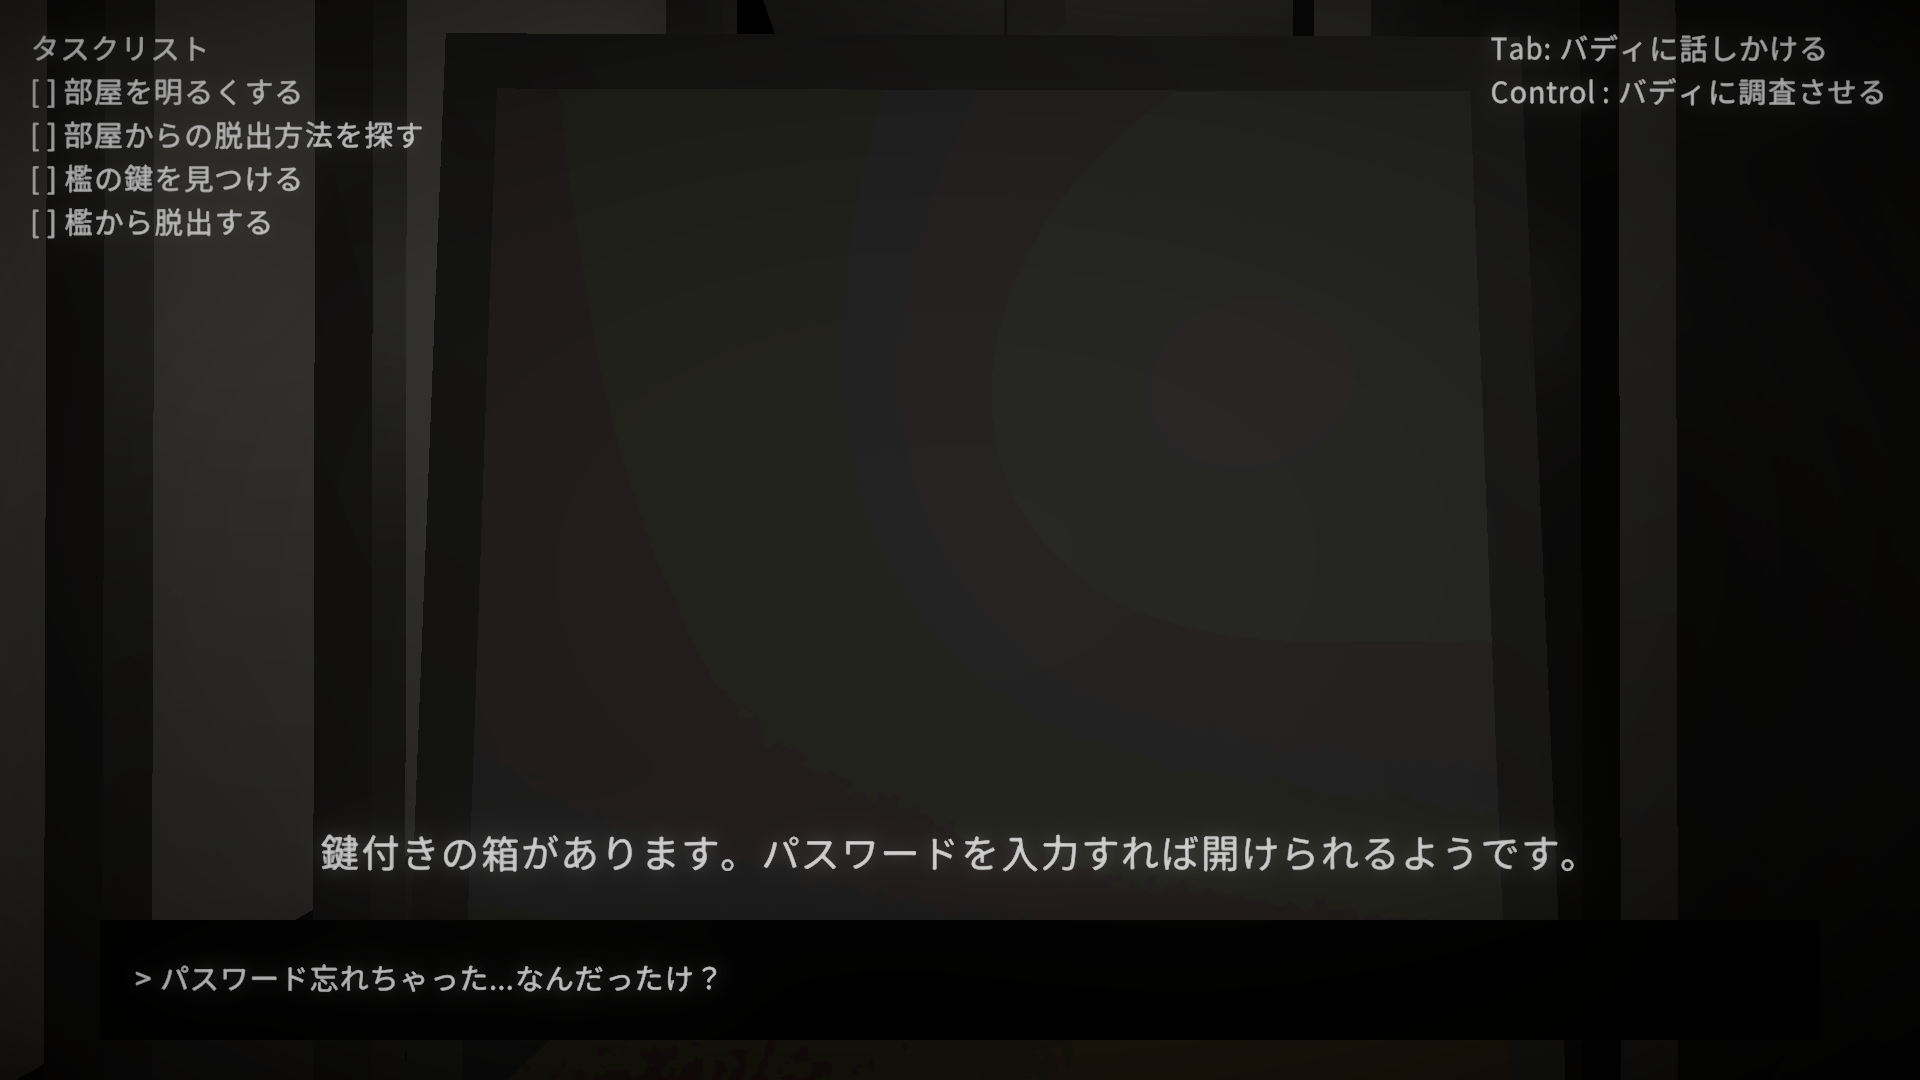 タスクリスト
[ ] 部屋を明るくする
[ ] 部屋からの脱出方法を探す
[ ] 檻の鍵を見つける
[ ] 檻から脱出する
Tab: バディに話しかける
Control : バディに調査させる
鍵付きの箱があります。パスワードを入力すれば開けられるようです。
> パスワード忘れちゃった...なんだったけ？